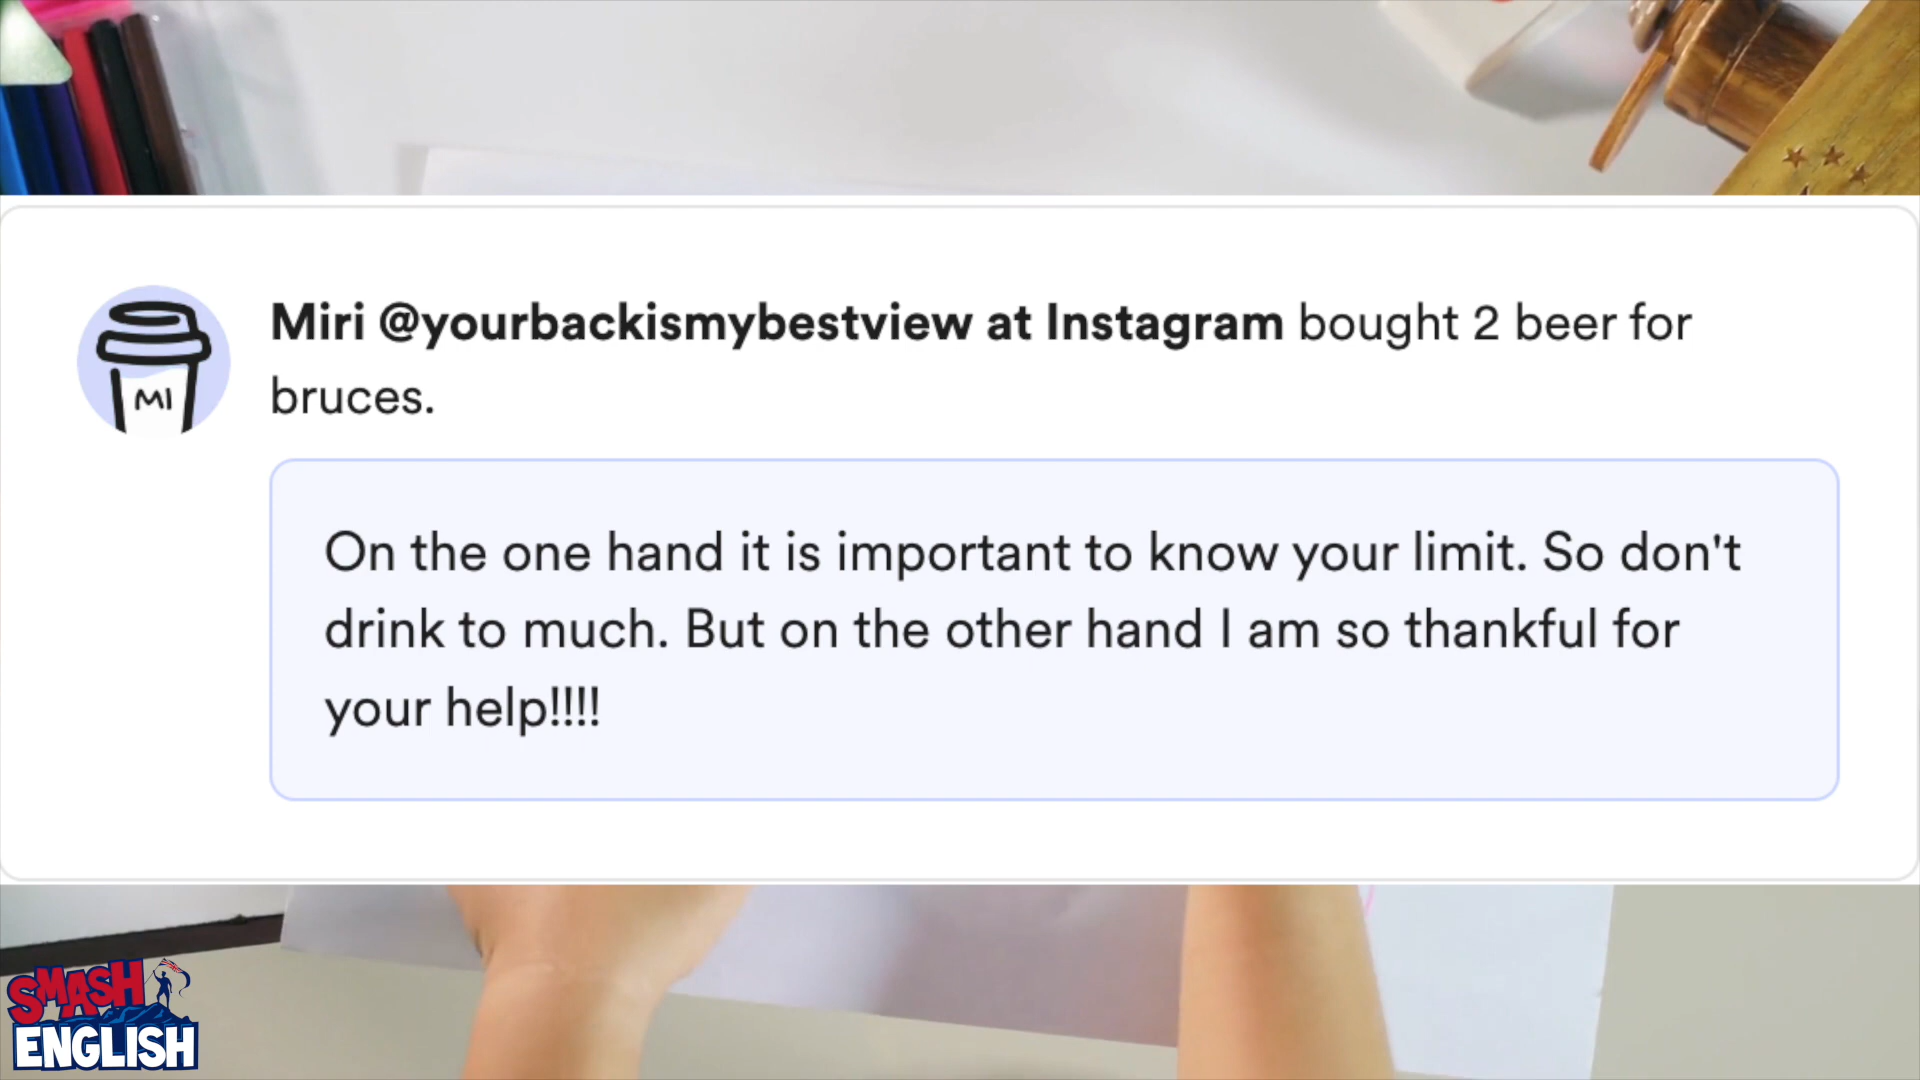 Miri @yourbackismybestview at Instagram bought 2 beer for
bruces.
MI
On the one hand it is important to know your limit. So don't
drink to much. But on the other hand I am so thankful for
your help!!!!
SMASH
ENGLISH